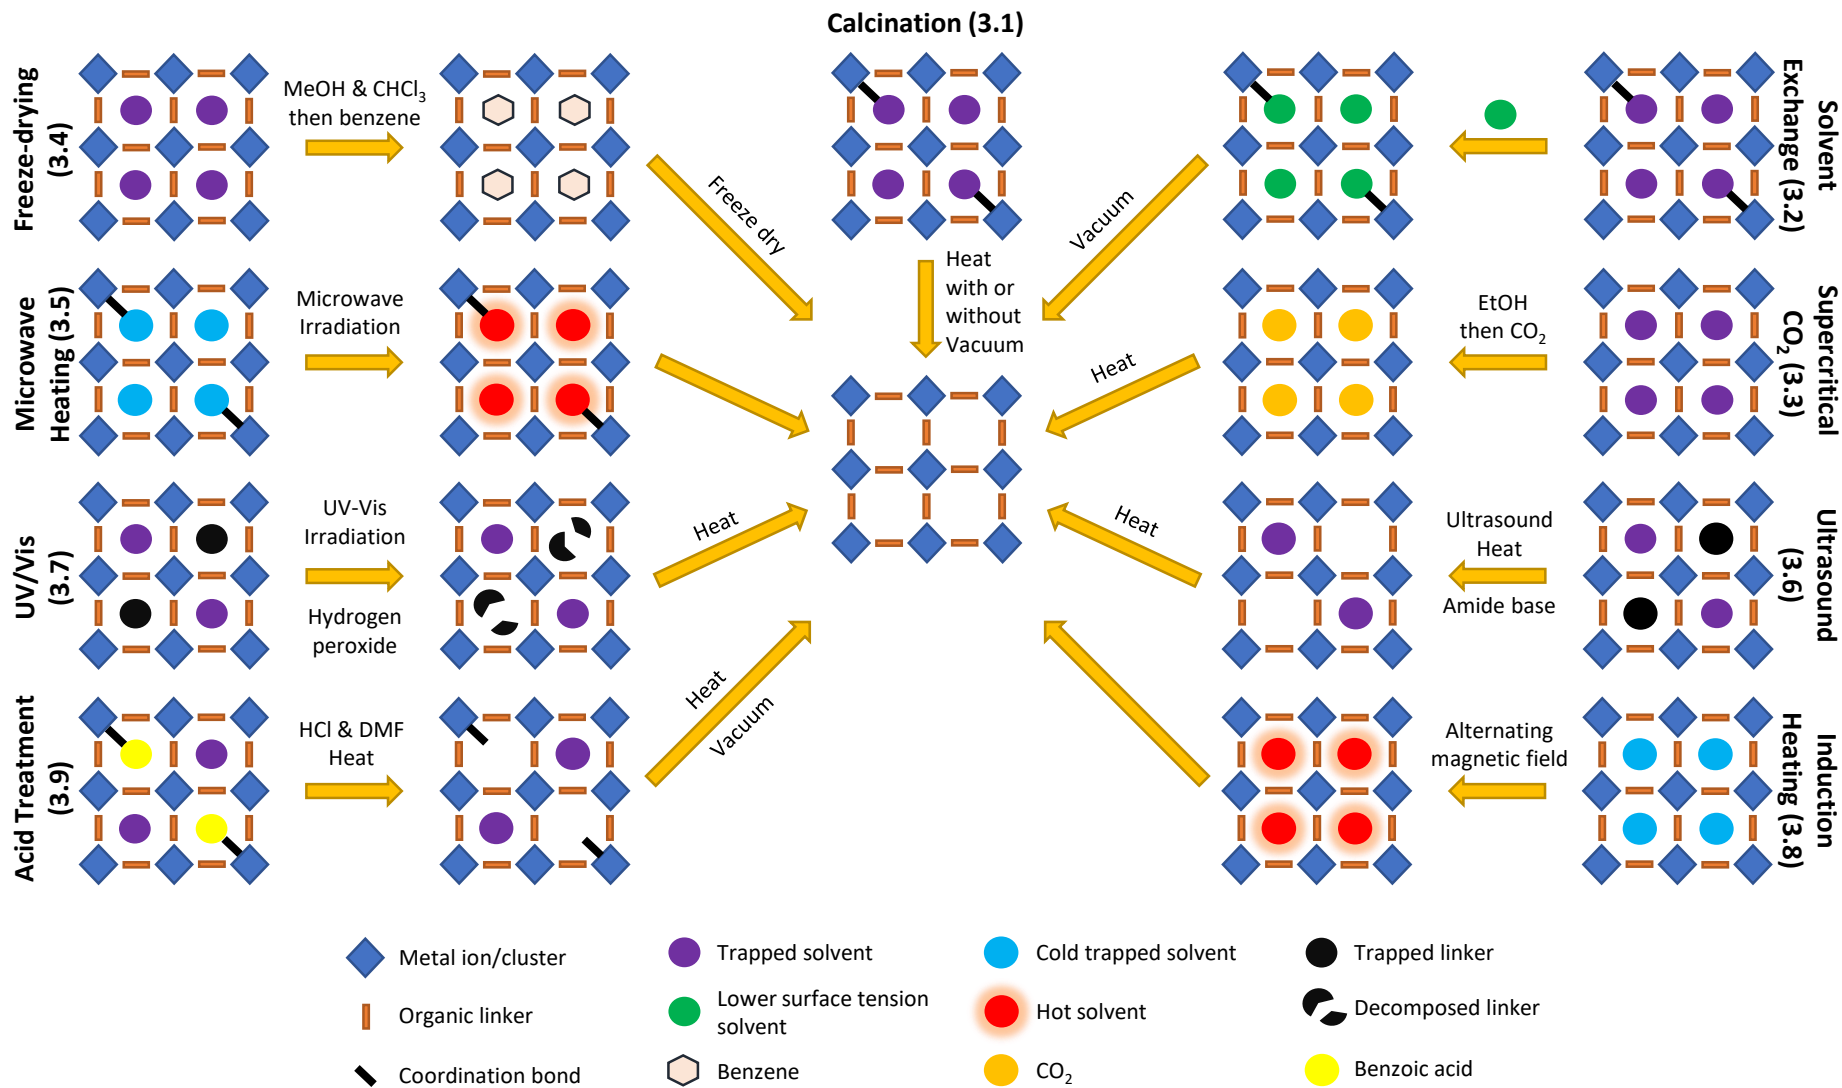 Calcination (3.1)
Freeze-drying
(3.4)
MeOH & CHCl₃
then benzene
Freeze dry
Heat
with or
without
Vacuum
Vacuum
Solvent
Exchange (3.2)
Microwave
Heating (3.5)
Microwave
Irradiation
Heat
EtOH
then CO₂
Supercritical
CO₂ (3.3)
UV/Vis
(3.7)
UV-Vis
Irradiation
Hydrogen
peroxide
Heat
Heat
Ultrasound
Heat
Amide base
Ultrasound
(3.6)
Acid Treatment
(3.9)
HCl & DMF
Heat
Heat
Vacuum
Alternating
magnetic field
Induction
Heating (3.8)
Metal ion/cluster
Trapped solvent
Cold trapped solvent
Trapped linker
Organic linker
Lower surface tension
solvent
Hot solvent
Decomposed linker
Coordination bond
Benzene
CO₂
Benzoic acid